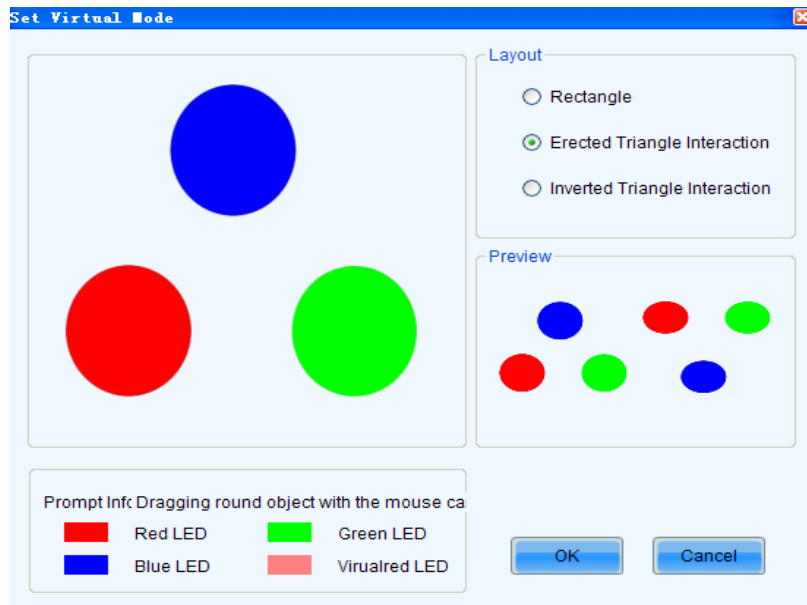 Set Virtual Mode
Layout
Rectangle
Erected Triangle Interaction
Inverted Triangle Interaction
Preview
Prompt Infc Dragging round object with the mouse ca
Red LED
Green LED
Blue LED
Virualred LED
OK
Cancel